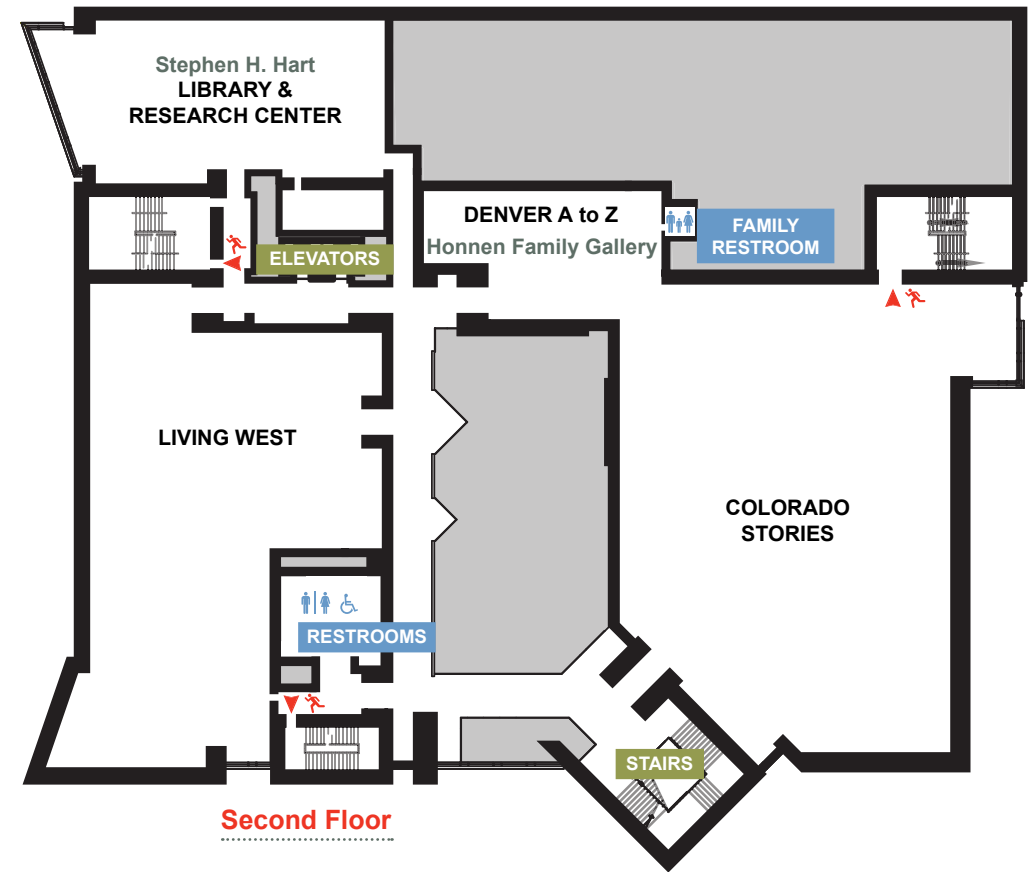 Stephen H. Hart
LIBRARY &
RESEARCH CENTER
DENVER A to Z
Honnen Family Gallery
FAMILY
RESTROOM
ELEVATORS
LIVING WEST
COLORADO
STORIES
RESTROOMS
STAIRS
Second Floor